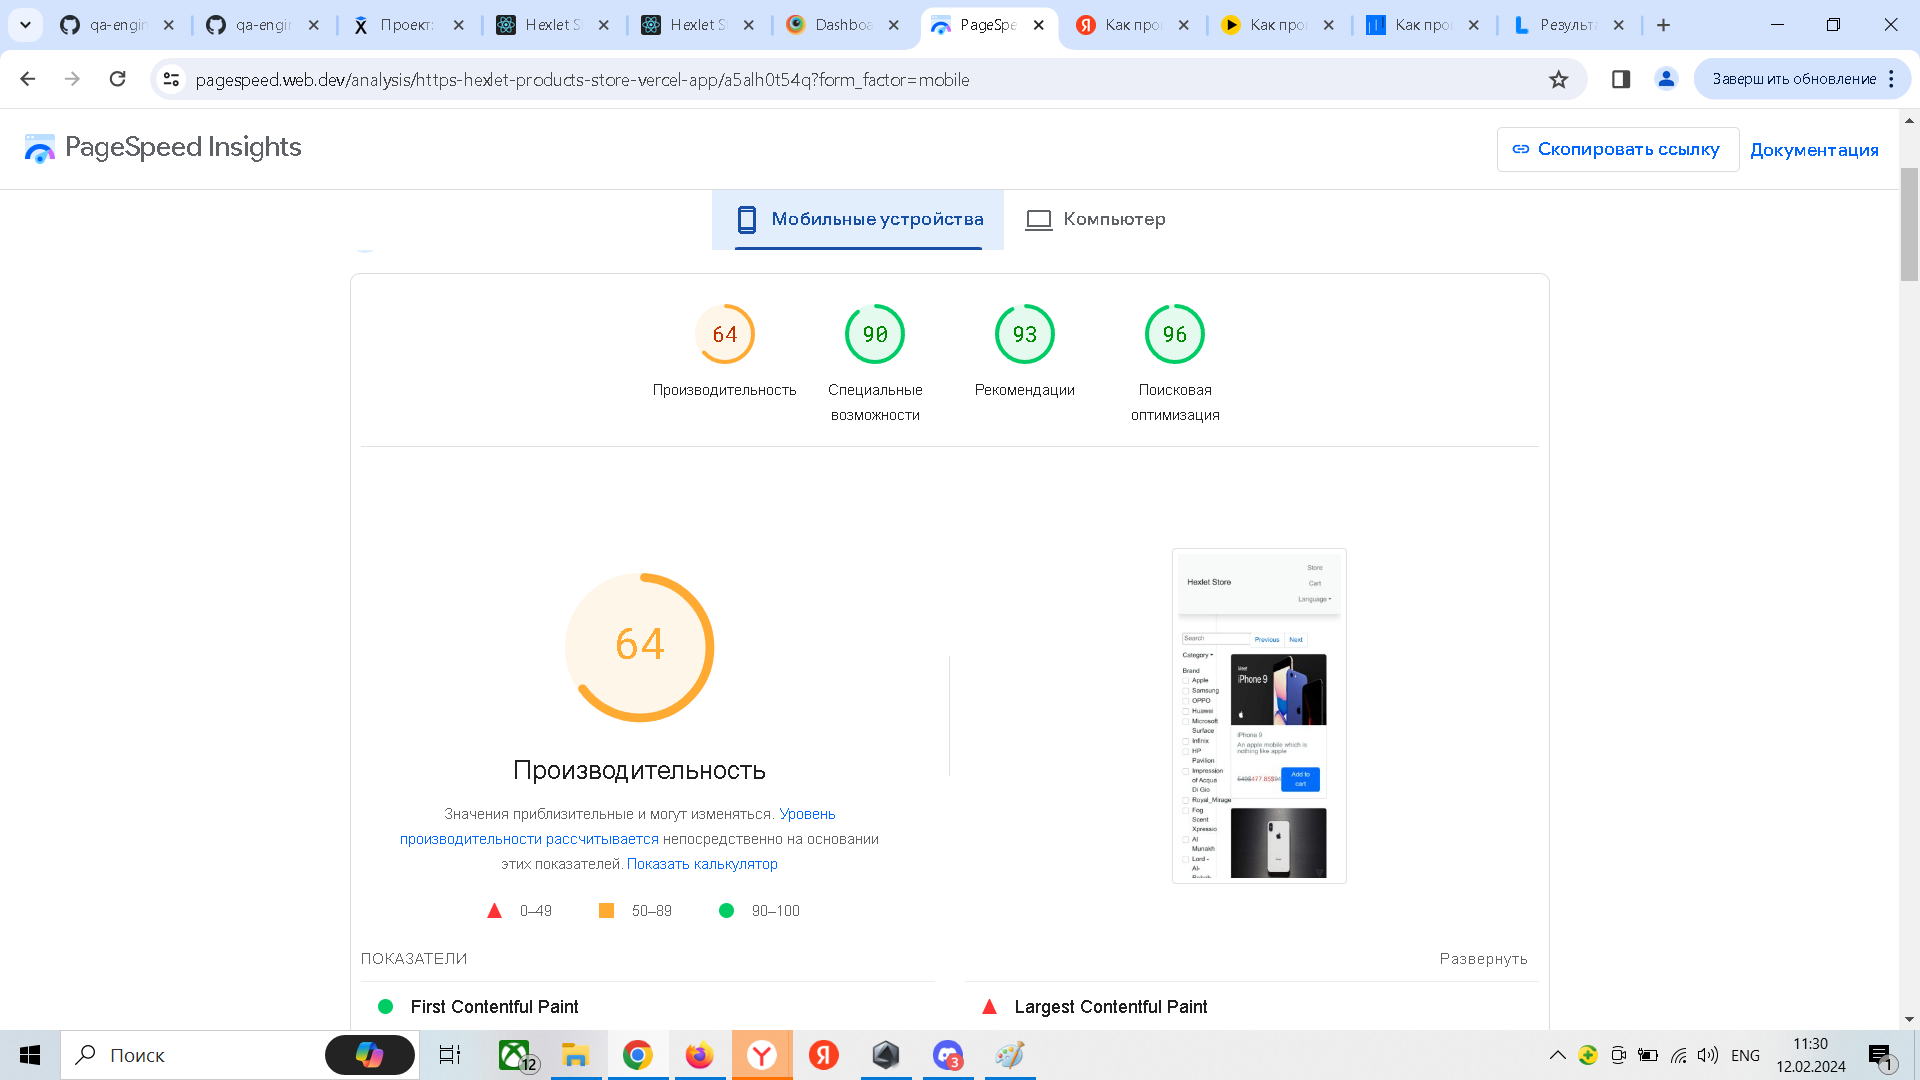 qa-engin
qa-engin
Проект:
Hexlet S
Hexlet S
Dashboa
PageSpe
Как про
Как про
Как про
Результ
pagespeed.web.dev/analysis/https-hexlet-products-store-vercel-app/a5alh0t54q?form_factor=mobile
Завершить обновление
PageSpeed Insights
Скопировать ссылку
Документация
Мобильные устройства
Компьютер
64
90
93
96
Производительность
Специальные
возможности
Рекомендации
Поисковая
оптимизация
64
Производительность
Значения приблизительные и могут изменяться. Уровень
производительности рассчитывается непосредственно на основании
этих показателей. Показать калькулятор
0–49
50–89
90–100
Hexlet Store
Store
Cart
Language
Search
Previous
Next
Category
Brand
Apple
Samsung
OPPO
Huawei
Microsoft
Surface
Infinix
HP
Pavilion
Impression
of Acqua
Di Gio
Royal_Mirage
Fog
Scent
Xpressio
Al
Munakh
Lord -
Al-
Meet
iPhone 9
iPhone 9
An apple mobile which is
nothing like apple
Add to
cart
ПОКАЗАТЕЛИ
Развернуть
First Contentful Paint
Largest Contentful Paint
Поиск
12
3
ENG
11:30
12.02.2024
1